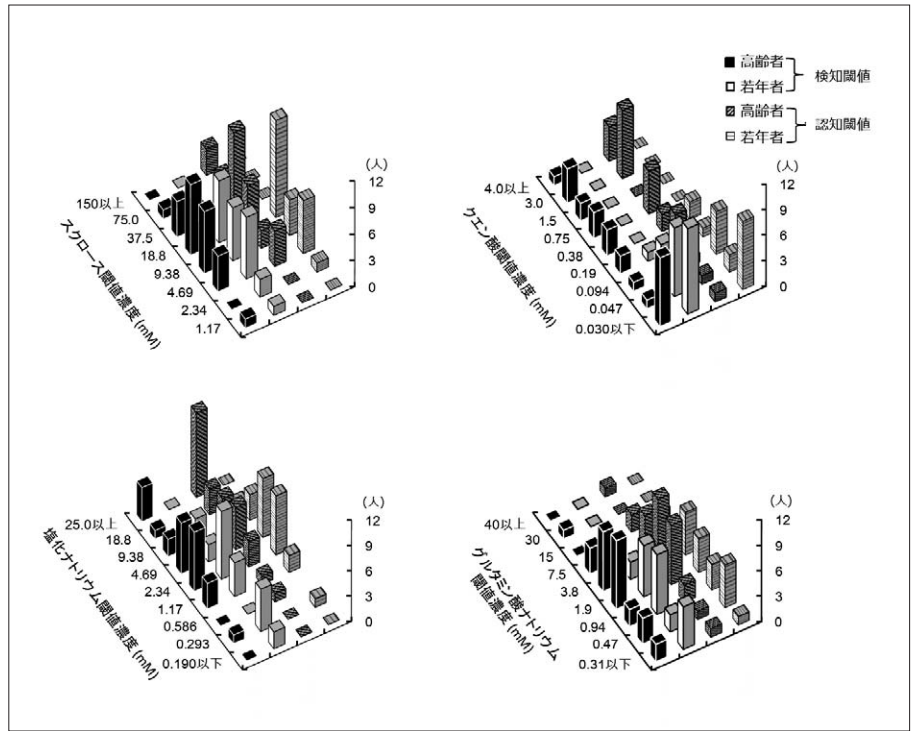 高齢者
若年者
検知閾値
高齢者
若年者
認知閾値
(人)
12
9
6
3
0
150以上
75.0
37.5
18.8
9.38
4.69
2.34
1.17
スクロース閾値濃度 (mM)
(人)
12
9
6
3
0
4.0以上
3.0
1.5
0.75
0.38
0.19
0.094
0.047
0.030以下
クエン酸閾値濃度 (mM)
(人)
12
9
6
3
0
25.0以上
18.8
9.38
4.69
2.34
1.17
0.586
0.293
0.190以下
塩化ナトリウム閾値濃度 (mM)
(人)
12
9
6
3
0
40以上
30
15
7.5
3.8
1.9
0.94
0.47
0.31以下
グルタミン酸ナトリウム
閾値濃度 (mM)